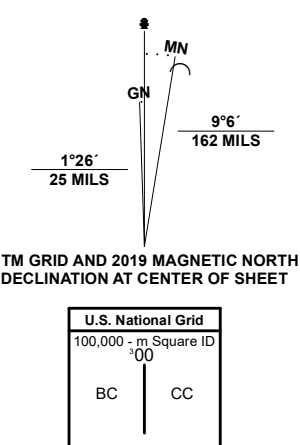 MN
GN
9°6´
162 MILS
1°26´
25 MILS
TM GRID AND 2019 MAGNETIC NORTH
DECLINATION AT CENTER OF SHEET
U.S. National Grid
100,000 - m Square ID
³00
BC CC